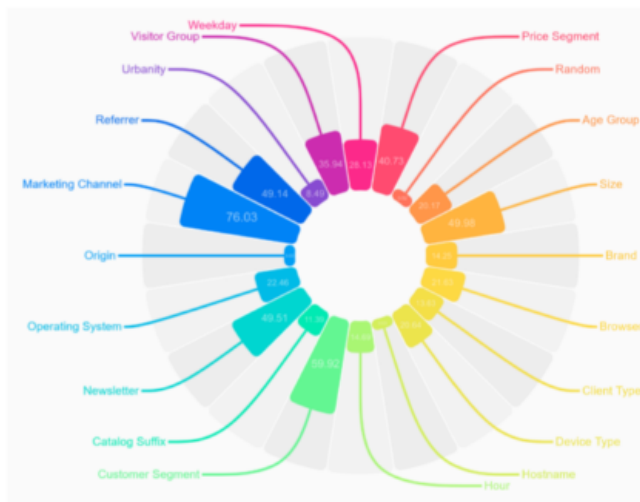 Weekday
Visitor Group
Price Segment
Urbanity
Random
Referrer
Age Group
Marketing Channel
Size
Origin
Brand
Operating System
Browser
Newsletter
Client Type
Catalog Suffix
Device Type
Customer Segment
Hostname
Hour
35.94
28.13
40.73
8.49
49.14
76.03
49.98
22.46
49.51
59.92